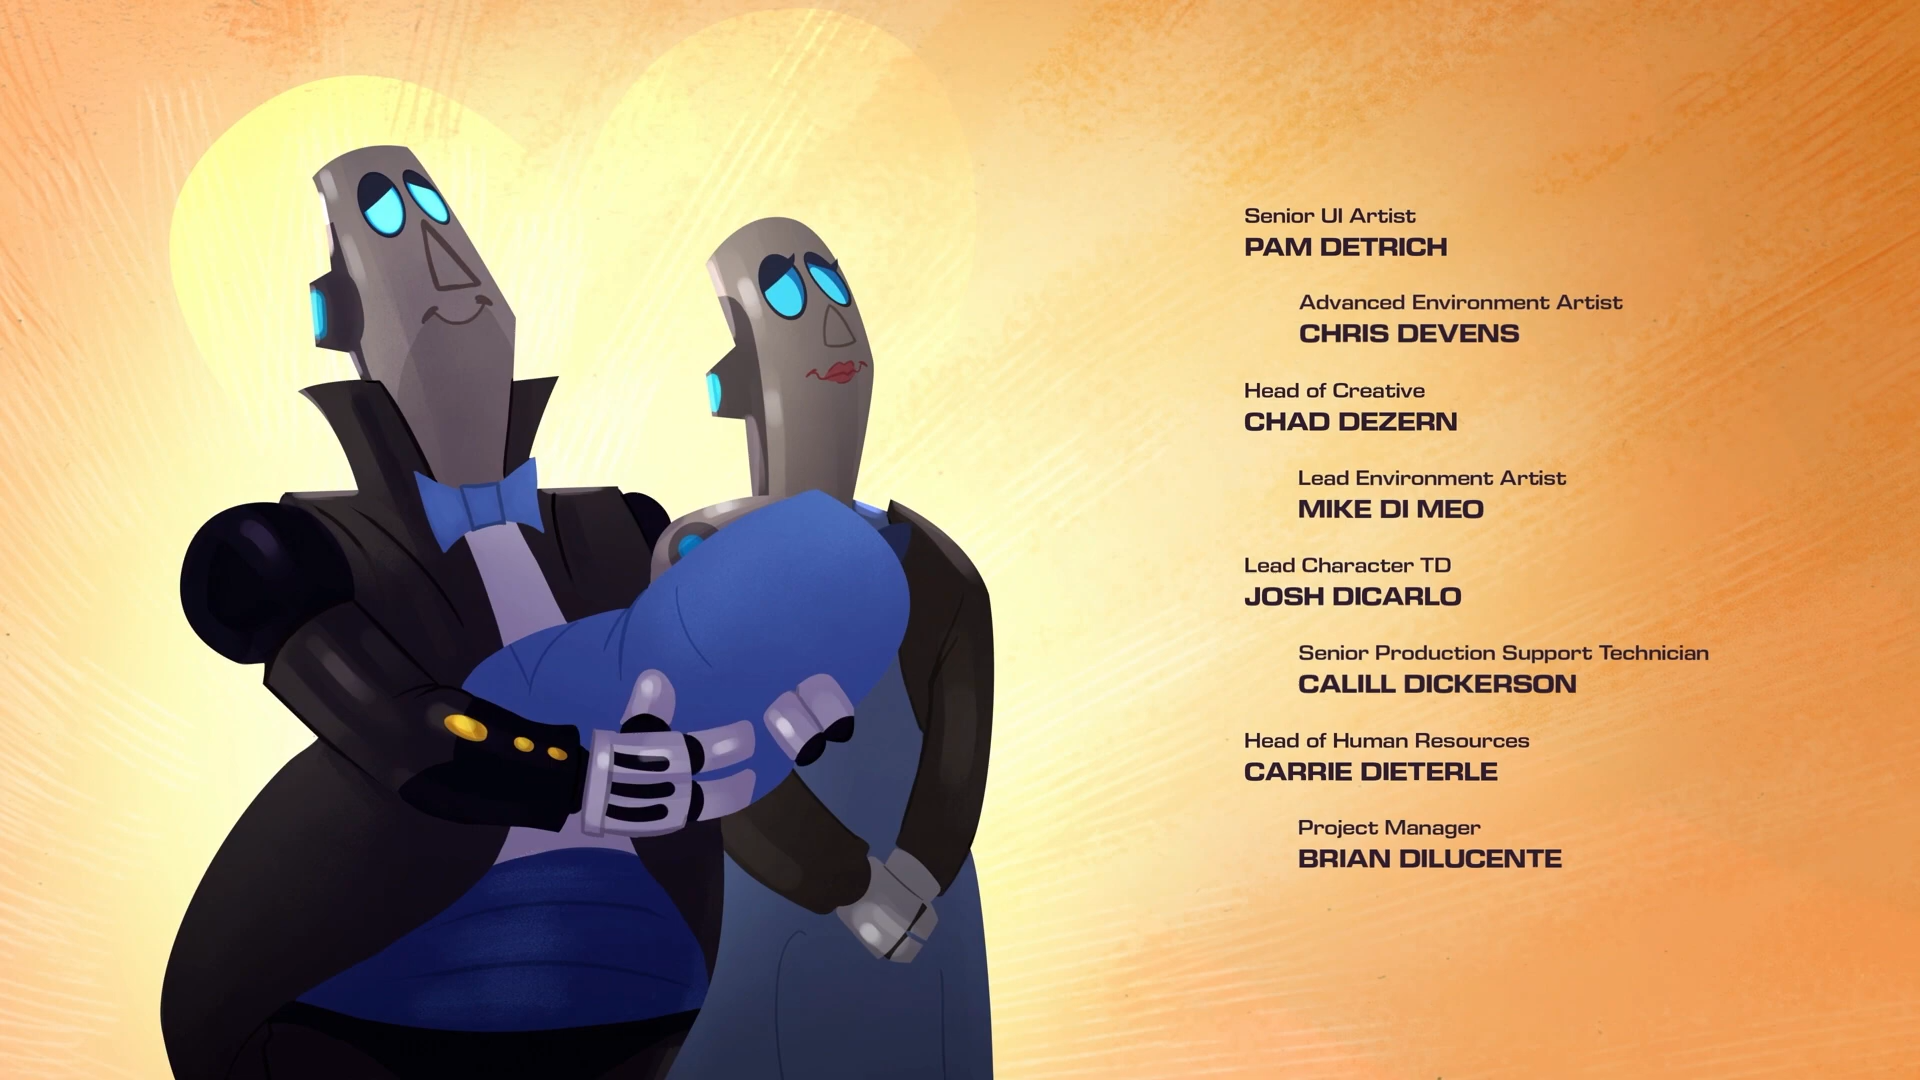 Senior UI Artist
PAM DETRICH
Advanced Environment Artist
CHRIS DEVENS
Head of Creative
CHAD DEZERN
Lead Environment Artist
MIKE DI MEO
Lead Character TD
JOSH DICARLO
Senior Production Support Technician
CALILL DICKERSON
Head of Human Resources
CARRIE DIETERLE
Project Manager
BRIAN DILUCENTE